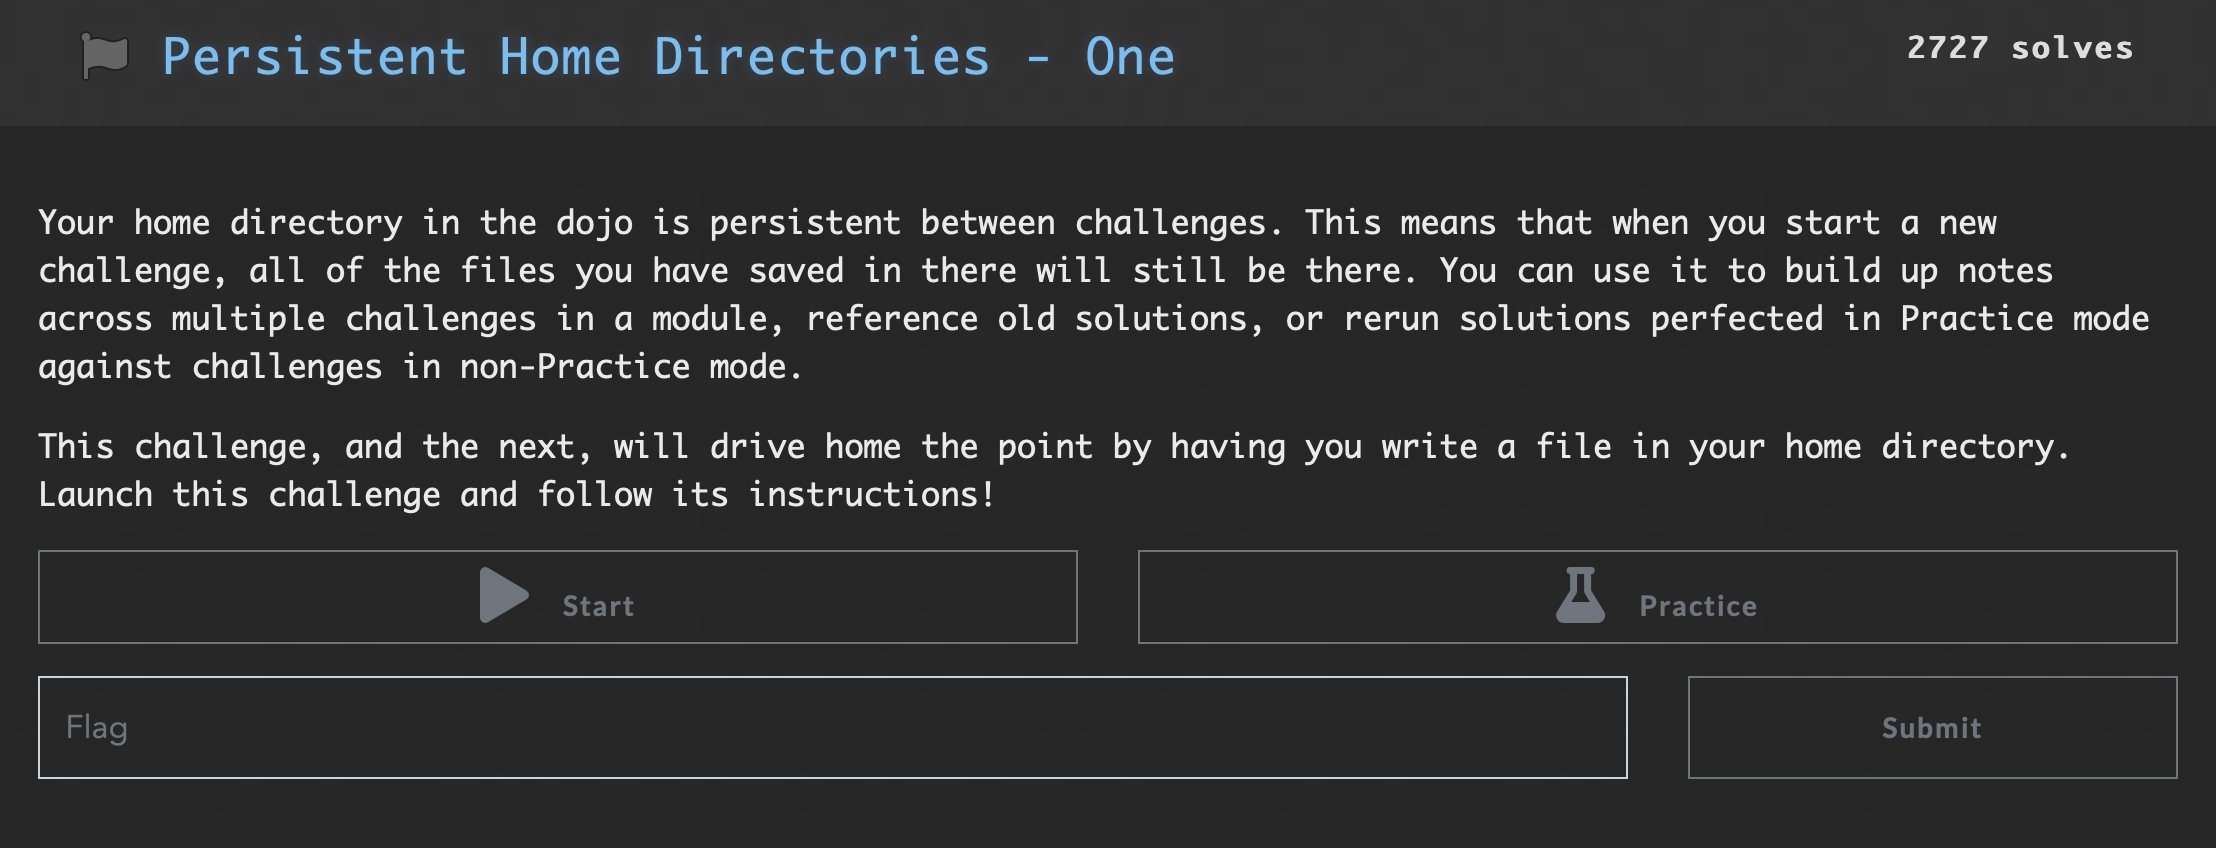 Persistent Home Directories - One
2727 solves
Your home directory in the dojo is persistent between challenges. This means that when you start a new
challenge, all of the files you have saved in there will still be there. You can use it to build up notes
across multiple challenges in a module, reference old solutions, or rerun solutions perfected in Practice mode
against challenges in non-Practice mode.
This challenge, and the next, will drive home the point by having you write a file in your home directory.
Launch this challenge and follow its instructions!
Start
Practice
Flag
Submit